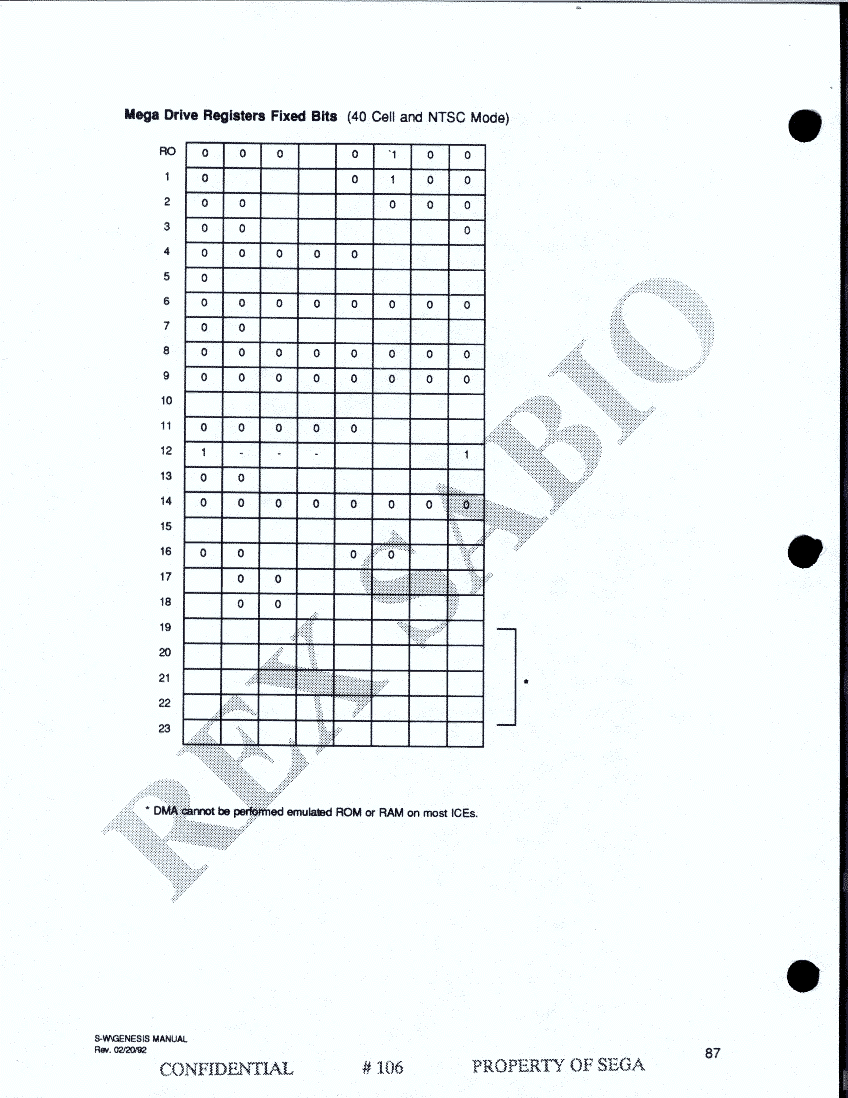 Mega Drive Registers Fixed Bits (40 Cell and NTSC Mode)
RO 0 0 0 0 1 0 0
1 0 0 1 0 0
2 0 0 0 0 0
3 0 0 0
4 0 0 0 0 0
5 0
6 0 0 0 0 0 0 0 0
7 0 0
8 0 0 0 0 0 0 0 0
9 0 0 0 0 0 0 0 0
10
11 0 0 0 0 0
12 1 - - - 1
13 0 0
14 0 0 0 0 0 0 0 0
15
16 0 0 0 0
17 0 0
18 0 0
19
20
21 *
22
23
* DMA cannot be performed emulated ROM or RAM on most ICEs.
REX SABIO
S-W\GENESIS MANUAL
Rev. 02/20/92
87
CONFIDENTIAL # 106 PROPERTY OF SEGA